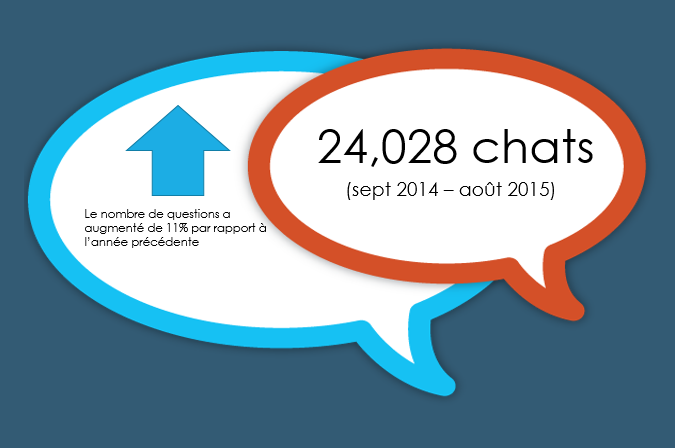 24,028 chats
(sept 2014 – août 2015)
Le nombre de questions a
augmenté de 11% par rapport à
l'année précédente